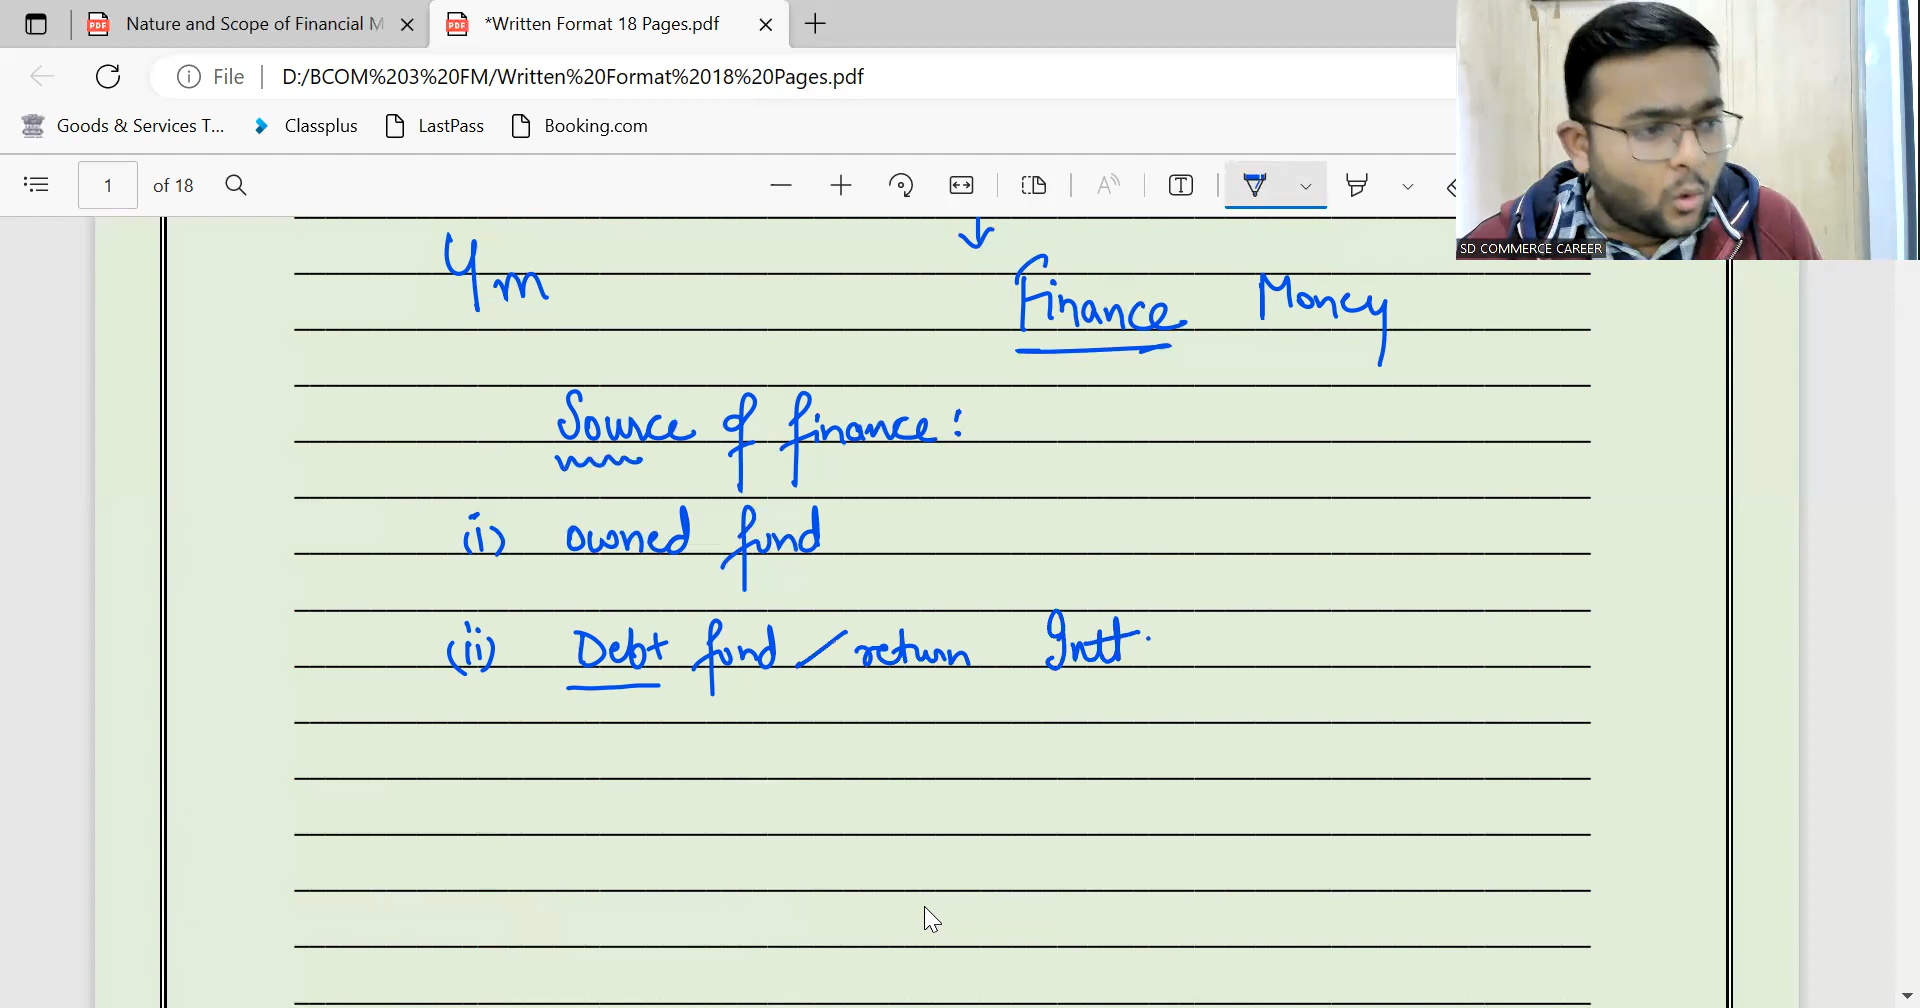 Nature and Scope of Financial M
*Written Format 18 Pages.pdf
File
D:/BCOM%203%20FM/Written%20Format%2018%20Pages.pdf
Goods & Services T...
Classplus
LastPass
Booking.com
1 of 18
SD COMMERCE CAREER
4m
Finance Money
Source of finance:
(i) owned fund
(ii) Debt fund / return Intt.